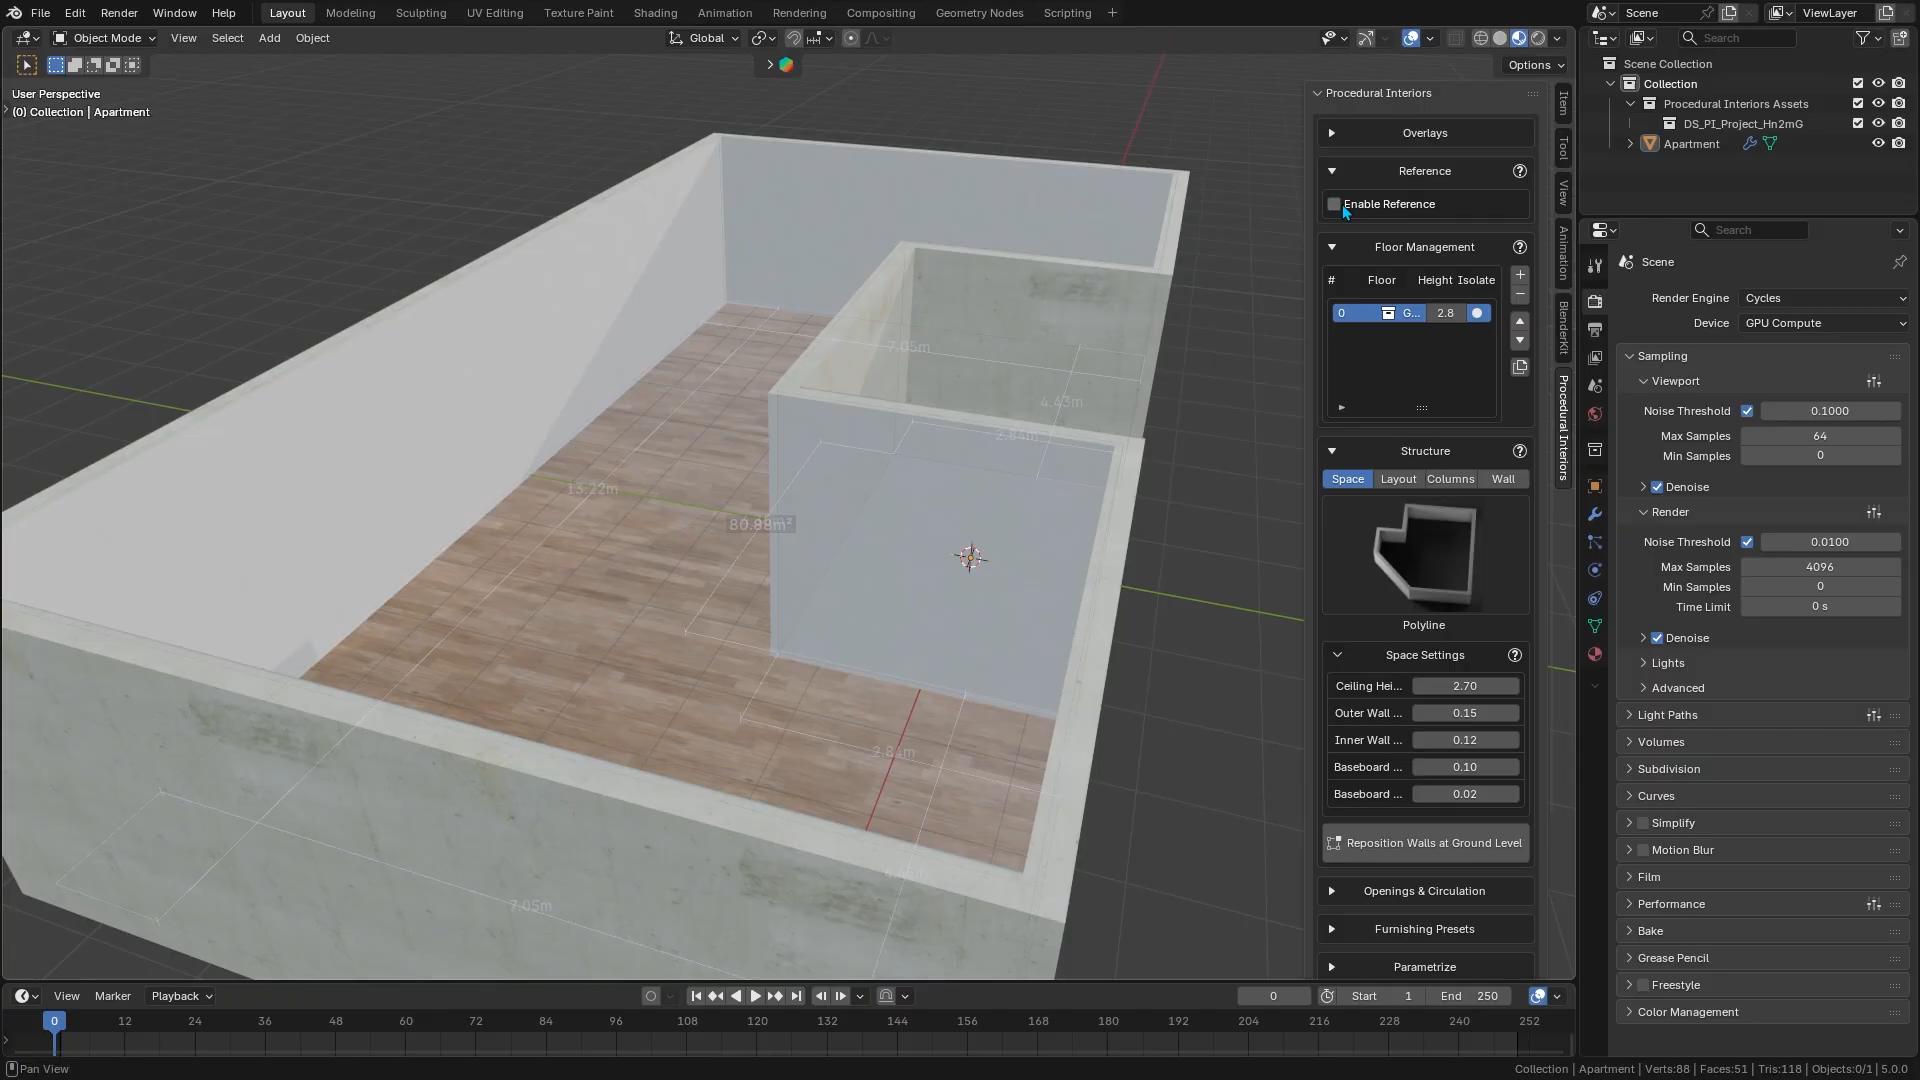 File Edit Render Window Help Layout Modeling Sculpting UV Editing Texture Paint Shading Animation Rendering Compositing Geometry Nodes Scripting + Scene ViewLayer
Object Mode View Select Add Object Global Search
Options
User Perspective
(0) Collection | Apartment
7.05m
4.43m
2.84m
13.22m
80.88m²
7.05m
Procedural Interiors
Overlays
Reference
Enable Reference
Floor Management
# Floor Height Isolate
0 G... 2.8
Structure
Space Layout Columns Wall
Polyline
Space Settings
Ceiling Hei... 2.70
Outer Wall ... 0.15
Inner Wall ... 0.12
Baseboard ... 0.10
Baseboard ... 0.02
Reposition Walls at Ground Level
Openings & Circulation
Furnishing Presets
Parametrize
Item
Tool
View
Animation
BlenderKit
Procedural Interiors
Scene Collection
Collection
Procedural Interiors Assets
DS_PI_Project_Hn2mG
Apartment
Search
Scene
Render Engine Cycles
Device GPU Compute
Sampling
Viewport
Noise Threshold 0.1000
Max Samples 64
Min Samples 0
Denoise
Render
Noise Threshold 0.0100
Max Samples 4096
Min Samples 0
Time Limit 0 s
Denoise
Lights
Advanced
Light Paths
Volumes
Subdivision
Curves
Simplify
Motion Blur
Film
Performance
Bake
Grease Pencil
Freestyle
Color Management
View Marker Playback 0 Start 1 End 250
0 12 24 36 48 60 72 84 96 108 120 132 144 156 168 180 192 204 216 228 240 252
Pan View Collection | Apartment | Verts:88 | Faces:51 | Tris:118 | Objects:0/1 | 5.0.0